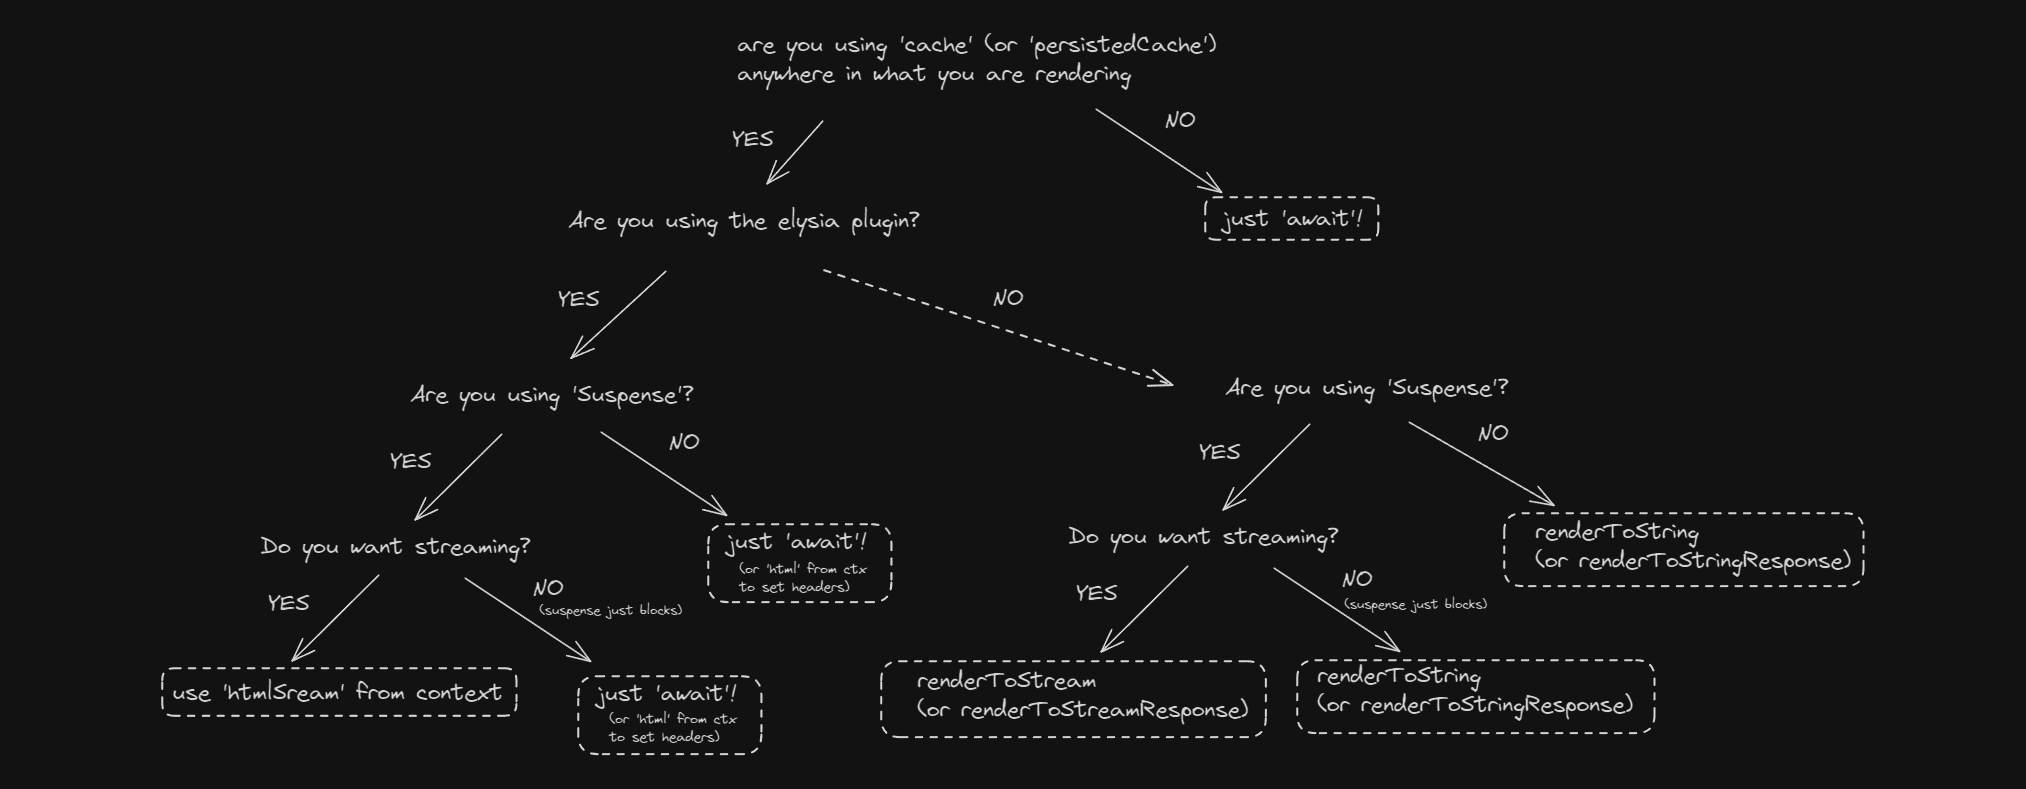 are you using 'cache' (or 'persistedCache')
anywhere in what you are rendering
YES
NO
Are you using the elysia plugin?
just 'await'!
YES
NO
Are you using 'Suspense'?
Are you using 'Suspense'?
YES
NO
YES
NO
Do you want streaming?
just 'await'!
(or 'html' from ctx
to set headers)
Do you want streaming?
renderToString
(or renderToStringResponse)
YES
NO
(suspense just blocks)
YES
NO
(suspense just blocks)
use 'htmlSream' from context
just 'await'!
(or 'html' from ctx
to set headers)
renderToStream
(or renderToStreamResponse)
renderToString
(or renderToStringResponse)